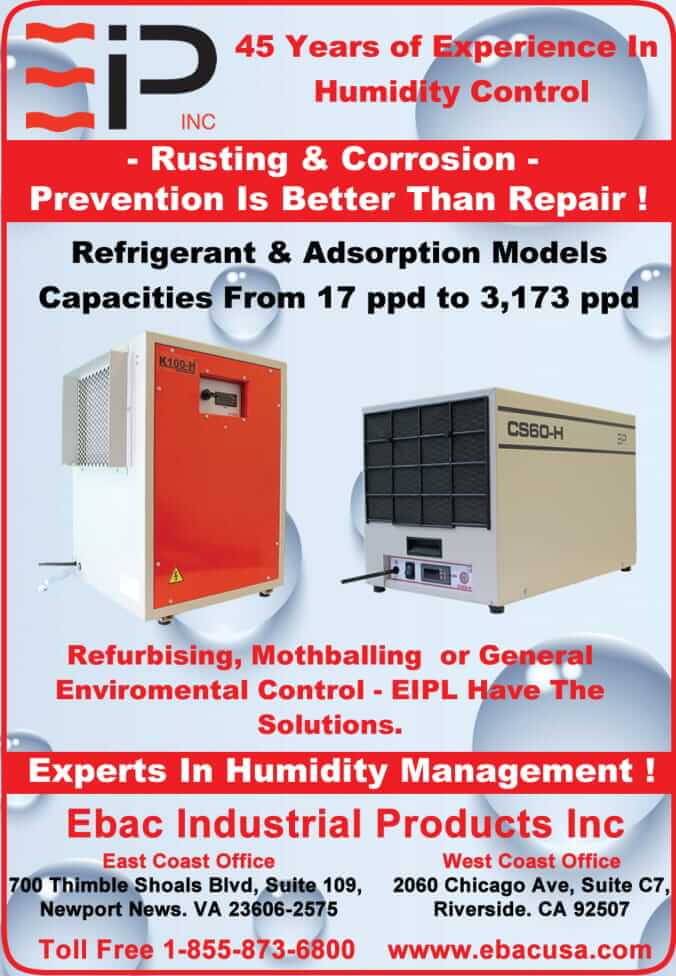 EIP
INC
45 Years of Experience In
Humidity Control
- Rusting & Corrosion -
Prevention Is Better Than Repair !
Refrigerant & Adsorption Models
Capacities From 17 ppd to 3,173 ppd
K100-H
CS60-H
EIP
Refurbising, Mothballing or General
Enviromental Control - EIPL Have The
Solutions.
Experts In Humidity Management !
Ebac Industrial Products Inc
East Coast Office
700 Thimble Shoals Blvd, Suite 109,
Newport News. VA 23606-2575
West Coast Office
2060 Chicago Ave, Suite C7,
Riverside. CA 92507
Toll Free 1-855-873-6800
wwww.ebacusa.com